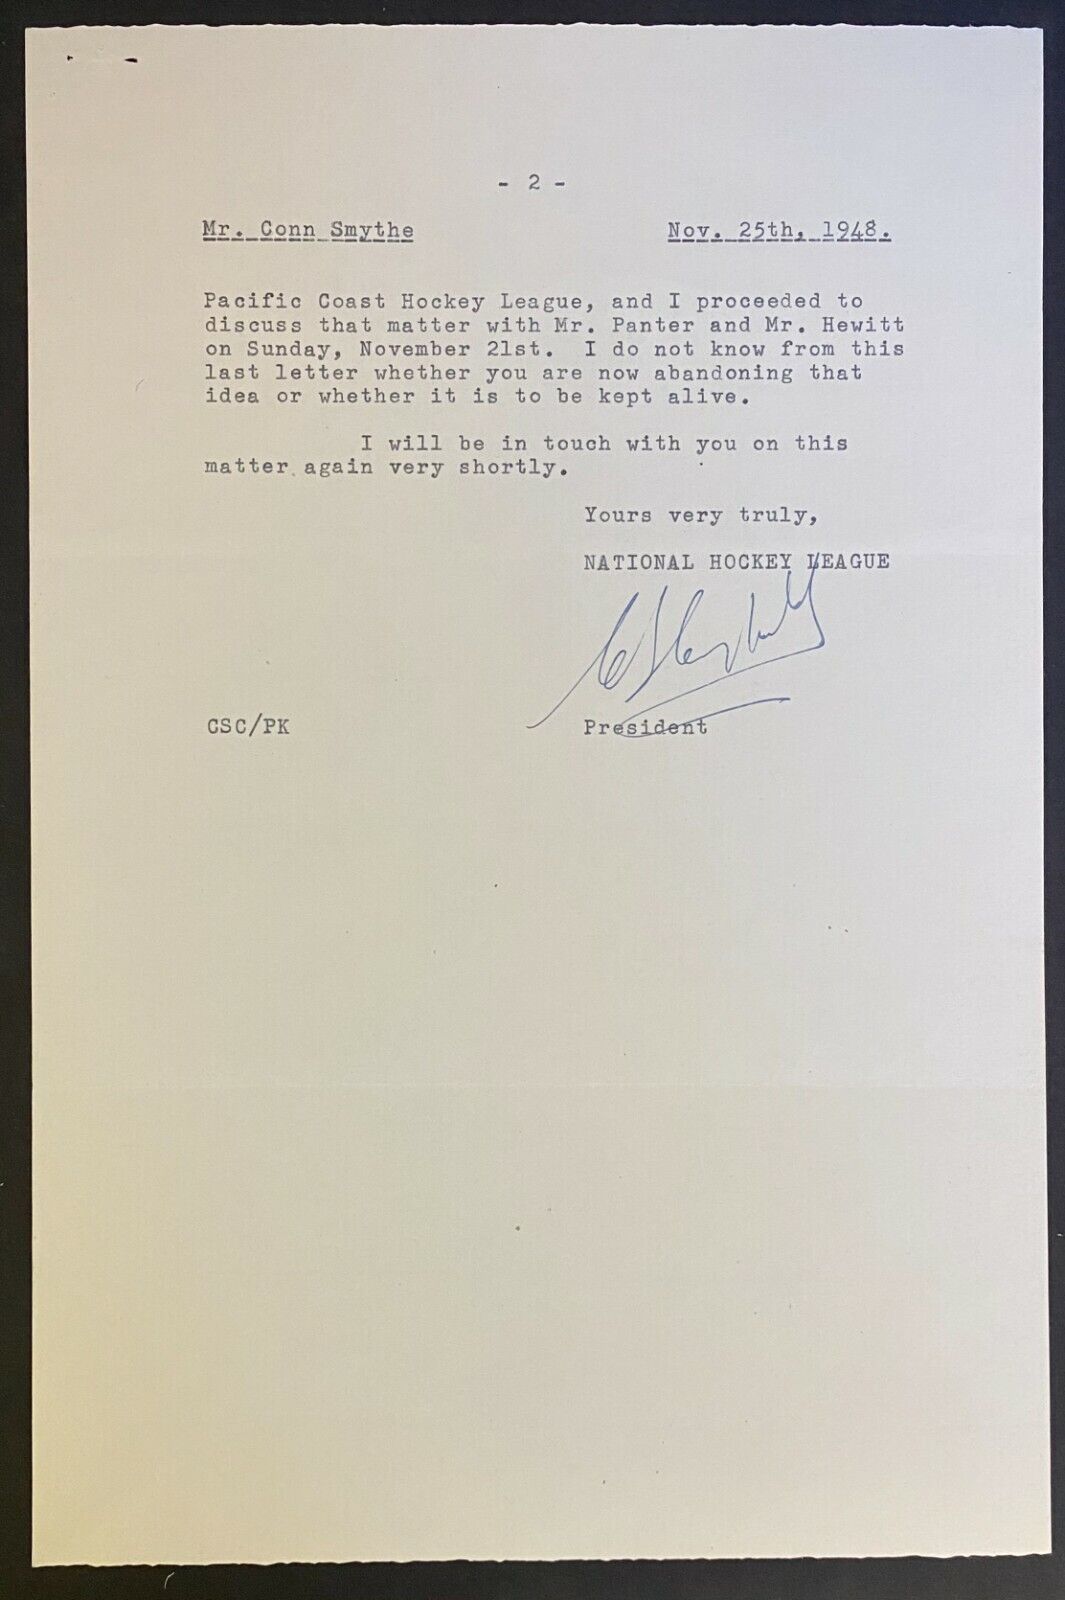 - 2 -
Mr. Conn Smythe Nov. 25th, 1948.
Pacific Coast Hockey League, and I proceeded to
discuss that matter with Mr. Panter and Mr. Hewitt
on Sunday, November 21st. I do not know from this
last letter whether you are now abandoning that
idea or whether it is to be kept alive.
I will be in touch with you on this
matter again very shortly.
Yours very truly,
NATIONAL HOCKEY LEAGUE
CSC/PK President